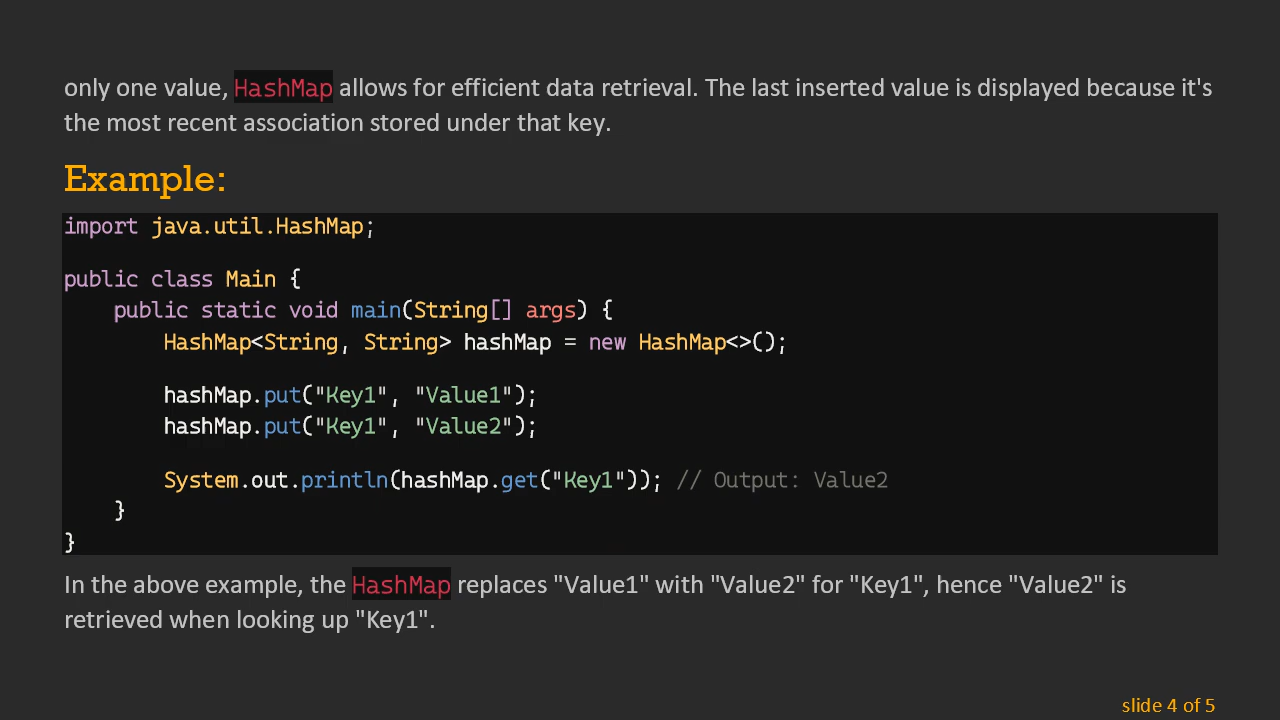 only one value, HashMap allows for efficient data retrieval. The last inserted value is displayed because it's
the most recent association stored under that key.
Example:
import java.util.HashMap;
public class Main {
    public static void main(String[] args) {
        HashMap<String, String> hashMap = new HashMap<>();
        hashMap.put("Key1", "Value1");
        hashMap.put("Key1", "Value2");
        System.out.println(hashMap.get("Key1")); // Output: Value2
    }
}
In the above example, the HashMap replaces "Value1" with "Value2" for "Key1", hence "Value2" is
retrieved when looking up "Key1".
slide 4 of 5